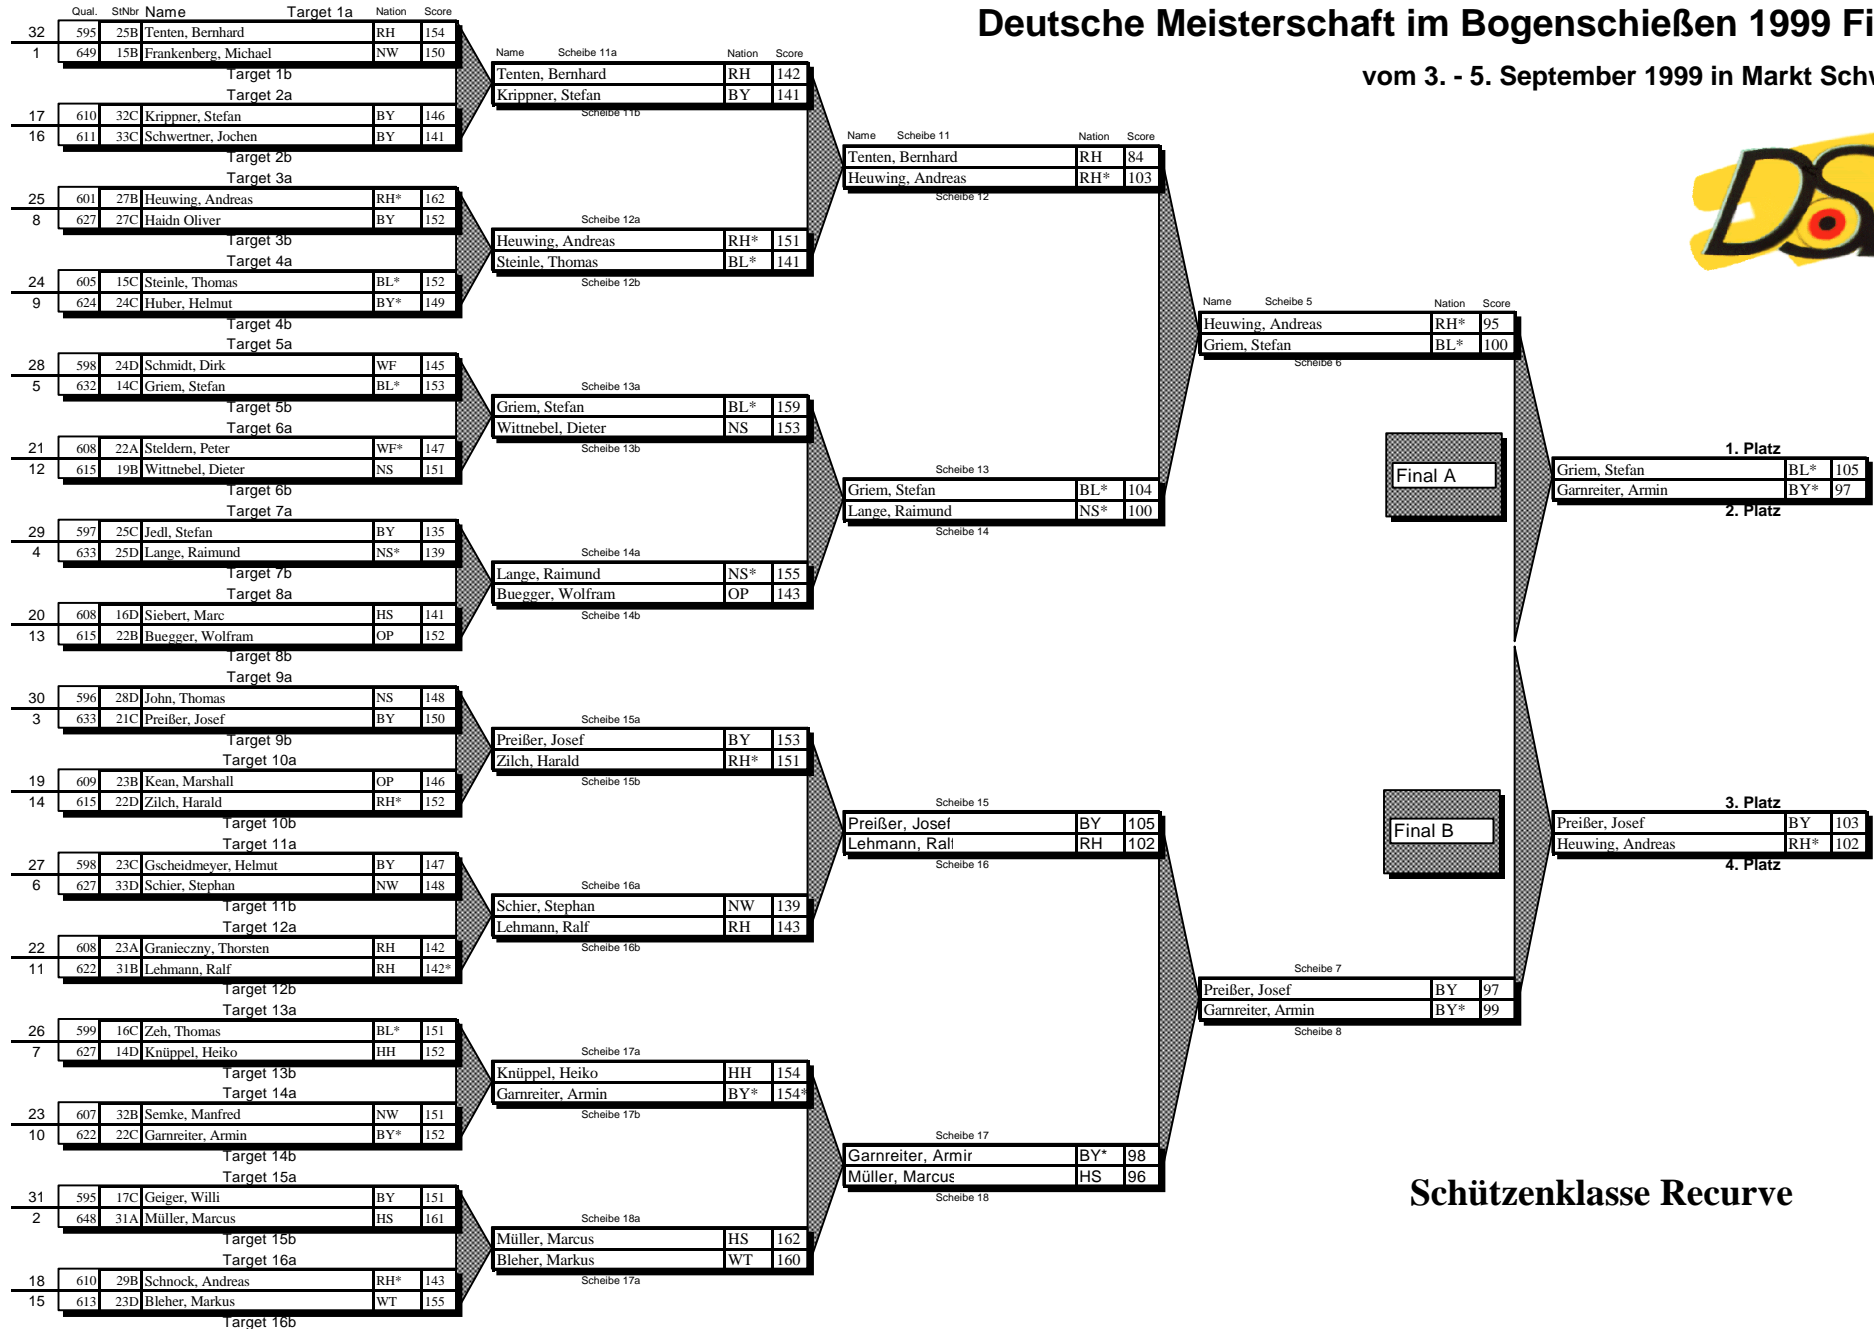 Deutsche Meisterschaft im Bogenschießen 1999
vom 3. - 5. September 1999 in Markt
Qual. StNbr Name Target 1a Nation Score
32 595 25B Tenten, Bernhard RH 154
1 649 15B Frankenberg, Michael NW 150
Target 1b
Target 2a
17 610 32C Krippner, Stefan BY 146
16 611 33C Schwertner, Jochen BY 141
Target 2b
Target 3a
25 601 27B Heuwing, Andreas RH* 162
8 627 27C Haidn Oliver BY 152
Target 3b
Target 4a
24 605 15C Steinle, Thomas BL* 152
9 624 24C Huber, Helmut BY* 149
Target 4b
Target 5a
28 598 24D Schmidt, Dirk WF 145
5 632 14C Griem, Stefan BL* 153
Target 5b
Target 6a
21 608 22A Steldern, Peter WF* 147
12 615 19B Wittnebel, Dieter NS 151
Target 6b
Target 7a
29 597 25C Jedl, Stefan BY 135
4 633 25D Lange, Raimund NS* 139
Target 7b
Target 8a
20 608 16D Siebert, Marc HS 141
13 615 22B Buegger, Wolfram OP 152
Target 8b
Target 9a
30 596 28D John, Thomas NS 148
3 633 21C Preißer, Josef BY 150
Target 9b
Target 10a
19 609 23B Kean, Marshall OP 146
14 615 22D Zilch, Harald RH* 152
Target 10b
Target 11a
27 598 23C Gscheidmeyer, Helmut BY 147
6 627 33D Schier, Stephan NW 148
Target 11b
Target 12a
22 608 23A Granieczny, Thorsten RH 142
11 622 31B Lehmann, Ralf RH 142*
Target 12b
Target 13a
26 599 16C Zeh, Thomas BL* 151
7 627 14D Knüppel, Heiko HH 152
Target 13b
Target 14a
23 607 32B Semke, Manfred NW 151
10 622 22C Garnreiter, Armin BY* 152
Target 14b
Target 15a
31 595 17C Geiger, Willi BY 151
2 648 31A Müller, Marcus HS 161
Target 15b
Target 16a
18 610 29B Schnock, Andreas RH* 143
15 613 23D Bleher, Markus WT 155
Target 16b
Name Scheibe 11a Nation Score
Tenten, Bernhard RH 142
Krippner, Stefan BY 141
Scheibe 11b
Scheibe 12a
Heuwing, Andreas RH* 151
Steinle, Thomas BL* 141
Scheibe 12b
Scheibe 13a
Griem, Stefan BL* 159
Wittnebel, Dieter NS 153
Scheibe 13b
Scheibe 14a
Lange, Raimund NS* 155
Buegger, Wolfram OP 143
Scheibe 14b
Scheibe 15a
Preißer, Josef BY 153
Zilch, Harald RH* 151
Scheibe 15b
Scheibe 16a
Schier, Stephan NW 139
Lehmann, Ralf RH 143
Scheibe 16b
Scheibe 17a
Knüppel, Heiko HH 154
Garnreiter, Armin BY* 154*
Scheibe 17b
Scheibe 18a
Müller, Marcus HS 162
Bleher, Markus WT 160
Scheibe 17a
Name Scheibe 11 Nation Score
Tenten, Bernhard RH 84
Heuwing, Andreas RH* 103
Scheibe 12
Scheibe 13
Griem, Stefan BL* 104
Lange, Raimund NS* 100
Scheibe 14
Scheibe 15
Preißer, Josef BY 105
Lehmann, Ralf RH 102
Scheibe 16
Scheibe 17
Garnreiter, Armin BY* 98
Müller, Marcus HS 96
Scheibe 18
Name Scheibe 5 Nation Score
Heuwing, Andreas RH* 95
Griem, Stefan BL* 100
Scheibe 6
Scheibe 7
Preißer, Josef BY 97
Garnreiter, Armin BY* 99
Scheibe 8
Final A
1. Platz
Griem, Stefan BL* 105
Garnreiter, Armin BY* 97
2. Platz
Final B
3. Platz
Preißer, Josef BY 103
Heuwing, Andreas RH* 102
4. Platz
Schützenklasse Recurve